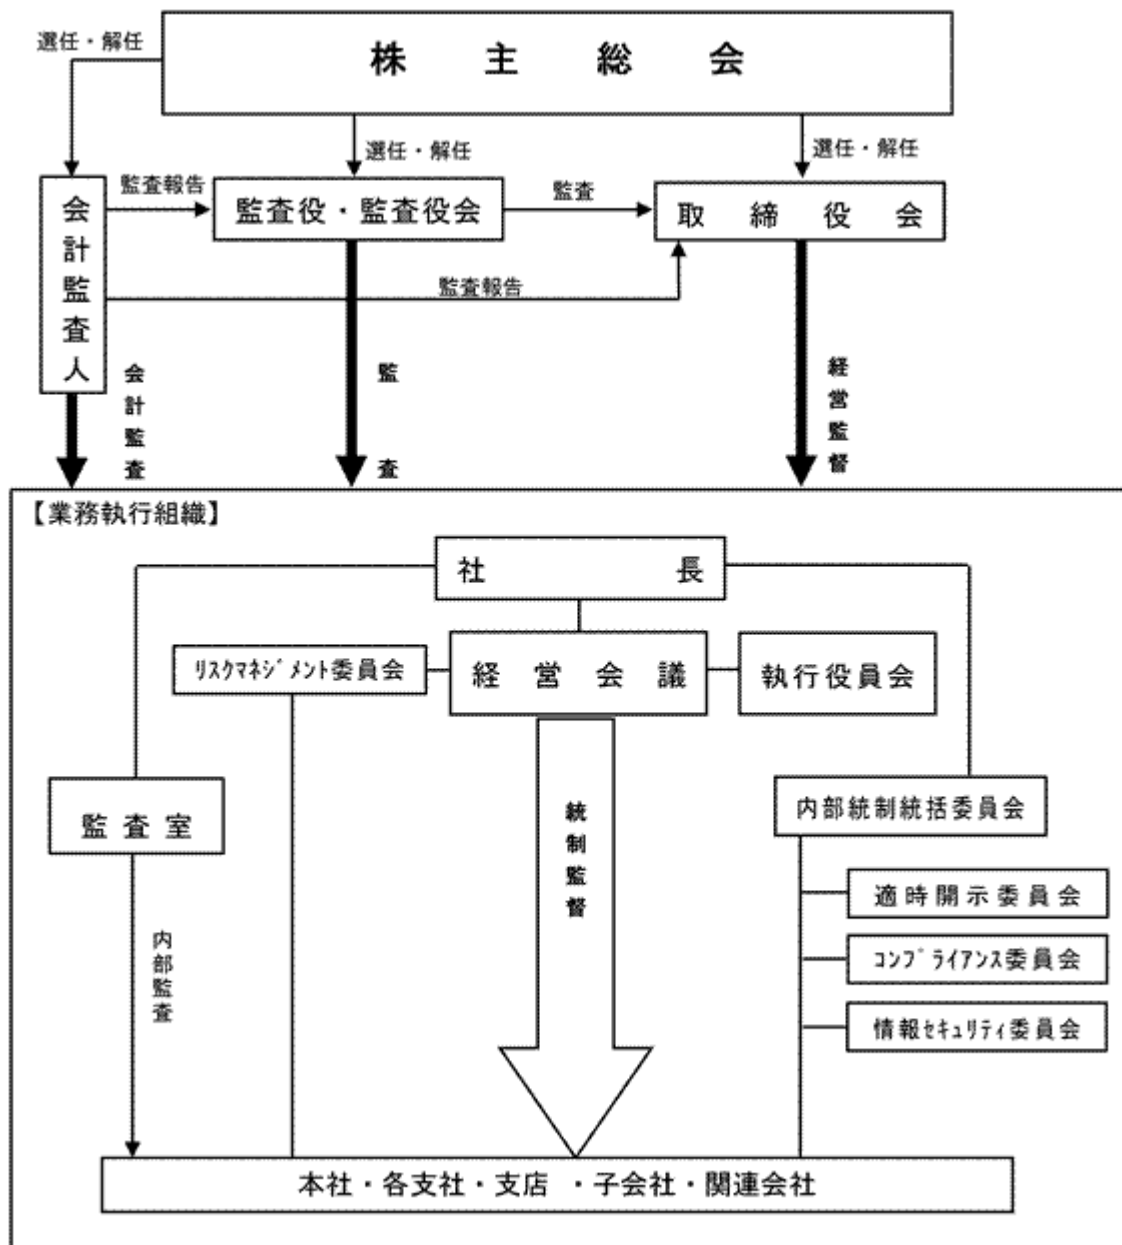 選任・解任
株主総会
選任・解任
選任・解任
会計監査人
監査報告
監査役・監査役会
監査
取締役会
監査報告
会計監査
監査
経営監督
【業務執行組織】
社長
ﾘｽｸﾏﾈｼﾞﾒﾝﾄ委員会
経営会議
執行役員会
監査室
統制監督
内部統制統括委員会
適時開示委員会
ｺﾝﾌﾟﾗｲｱﾝｽ委員会
情報ｾｷｭﾘﾃｨ委員会
内部監査
本社・各支社・支店 ・子会社・関連会社